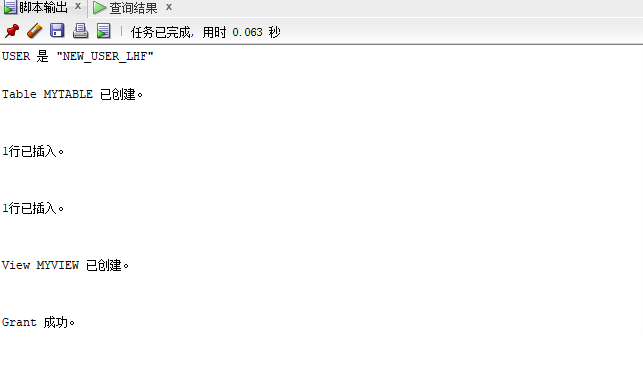 脚本输出 x 查询结果 x
任务已完成, 用时 0.063 秒
USER 是 "NEW_USER_LHF"
Table MYTABLE 已创建。
1行已插入。
1行已插入。
View MYVIEW 已创建。
Grant 成功。